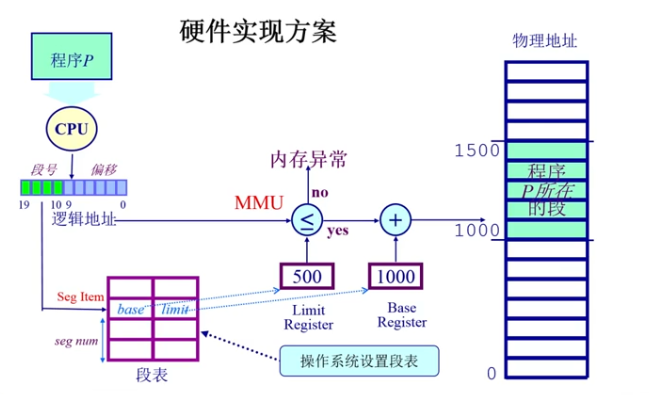 硬件实现方案
程序P
CPU
段号 偏移
19 10 9 0
逻辑地址
MMU
内存异常
no
≤
yes
+
500
1000
Limit
Register
Base
Register
Seg Item
base limit
seg num
段表
操作系统设置段表
物理地址
1500
程序
P所在
的段
1000
0